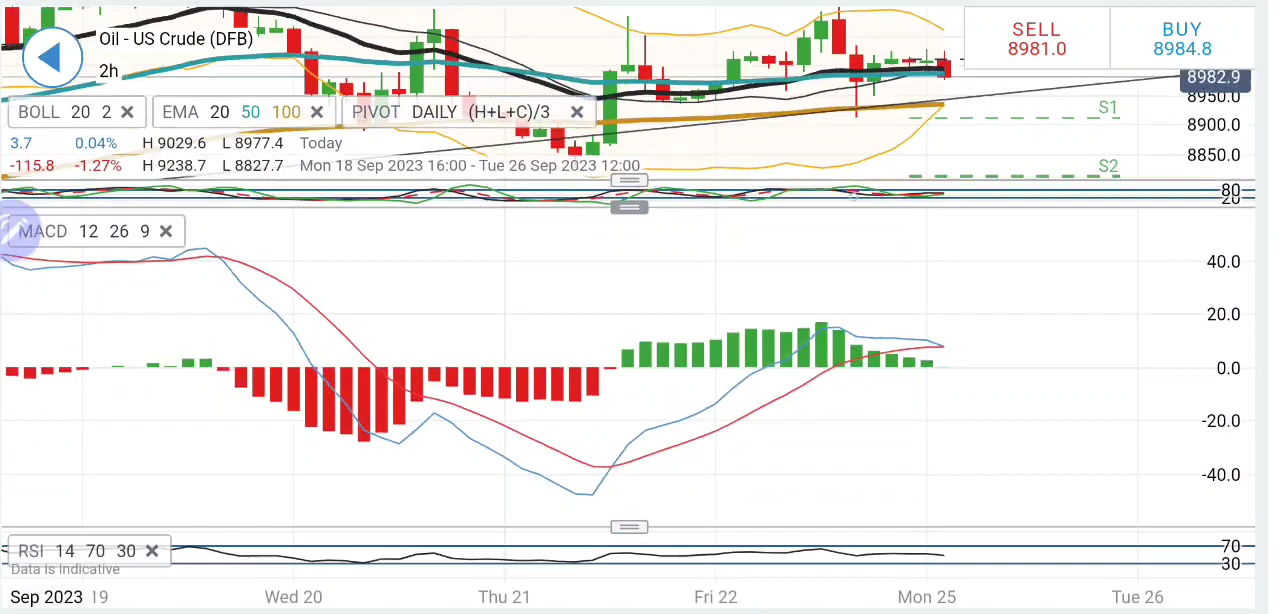 SELL
8981.0
BUY
8984.8
Oil - US Crude (DFB)
2h
8982.9
8950.0
BOLL 20 2
EMA 20 50 100
PIVOT DAILY (H+L+C)/3
S1
8900.0
3.7 0.04% H 9029.6 L 8977.4 Today
8850.0
-115.8 -1.27% H 9238.7 L 8827.7 Mon 18 Sep 2023 16:00 - Tue 26 Sep 2023 12:00
S2
80
20
MACD 12 26 9
40.0
20.0
0.0
-20.0
-40.0
RSI 14 70 30
70
30
Data is indicative
Sep 2023 19 Wed 20 Thu 21 Fri 22 Mon 25 Tue 26